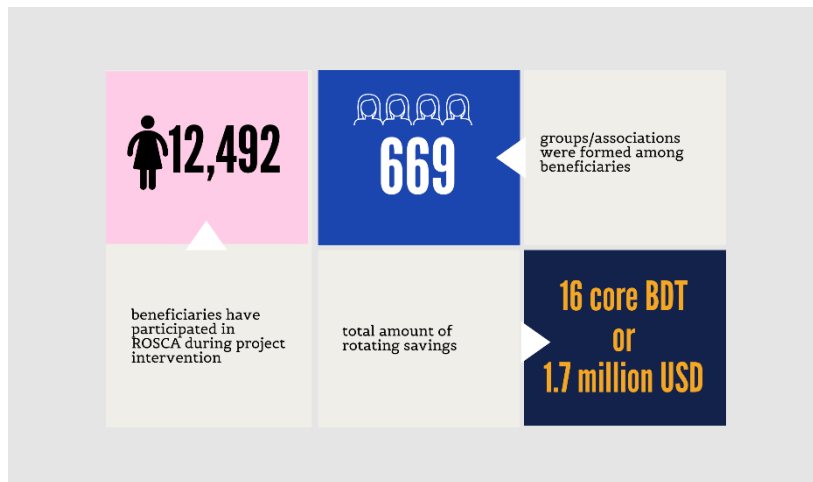 12,492
beneficiaries have
participated in
ROSCA during project
intervention
669
groups/associations
were formed among
beneficiaries
total amount of
rotating savings
16 core BDT
or
1.7 million USD